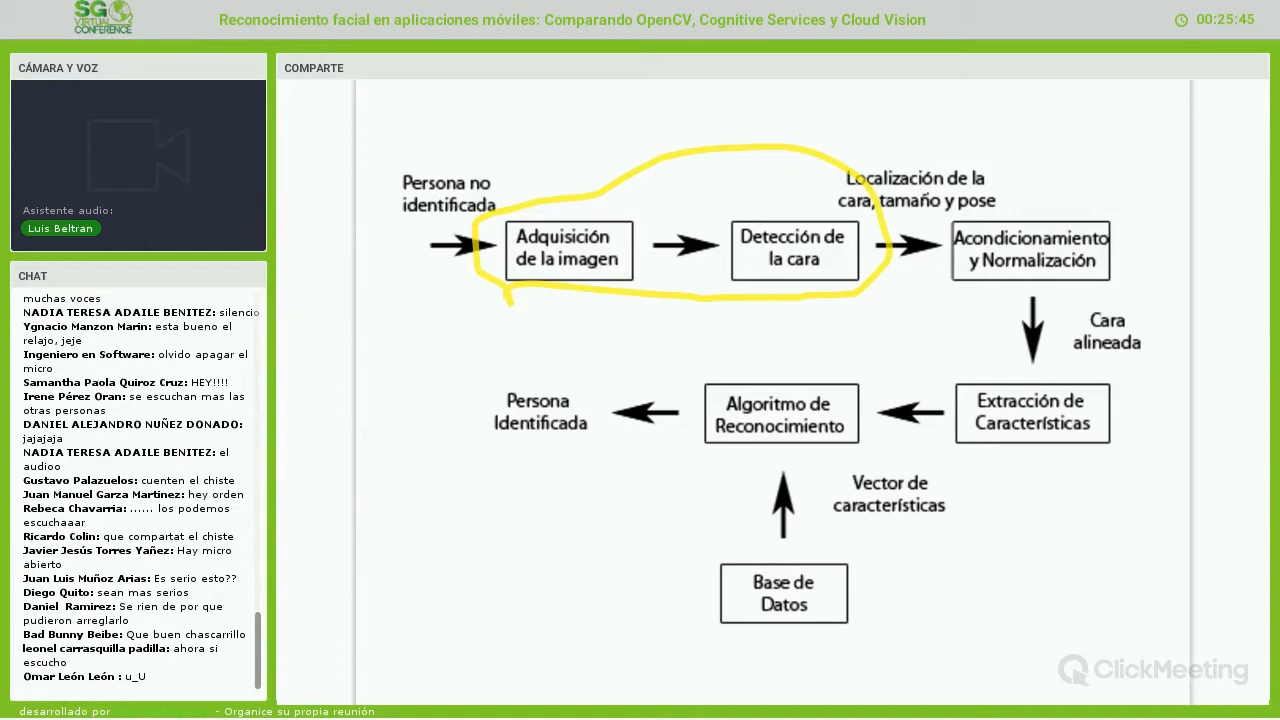 SG
VIRTUAL
CONFERENCE
Reconocimiento facial en aplicaciones móviles: Comparando OpenCV, Cognitive Services y Cloud Vision
00:25:45
CÁMARA Y VOZ
Asistente audio:
Luis Beltran
CHAT
muchas voces
NADIA TERESA ADAILE BENITEZ: silencio
Ygnacio Manzon Marin: esta bueno el
relajo, jeje
Ingeniero en Software: olvido apagar el
micro
Samantha Paola Quiroz Cruz: HEY!!!!
Irene Pérez Oran: se escuchan mas las
otras personas
DANIEL ALEJANDRO NUÑEZ DONADO:
jajajaja
NADIA TERESA ADAILE BENITEZ: el
audioo
Gustavo Palazuelos: cuenten el chiste
Juan Manuel Garza Martinez: hey orden
Rebeca Chavarria: ...... los podemos
escuchaaar
Ricardo Colin: que compartat el chiste
Javier Jesús Torres Yañez: Hay micro
abierto
Juan Luis Muñoz Arias: Es serio esto??
Diego Quito: sean mas serios
Daniel Ramirez: Se rien de por que
pudieron arreglarlo
Bad Bunny Beibe: Que buen chascarrillo
leonel carrasquilla padilla: ahora si
escucho
Omar León León : u_U
COMPARTE
Persona no
identificada
Adquisición
de la imagen
Detección de
la cara
Localización de la
cara, tamaño y pose
Acondicionamiento
y Normalización
Cara
alineada
Extracción de
Características
Algoritmo de
Reconocimiento
Persona
Identificada
Vector de
características
Base de
Datos
ClickMeeting
desarrollado por
- Organice su propia reunión